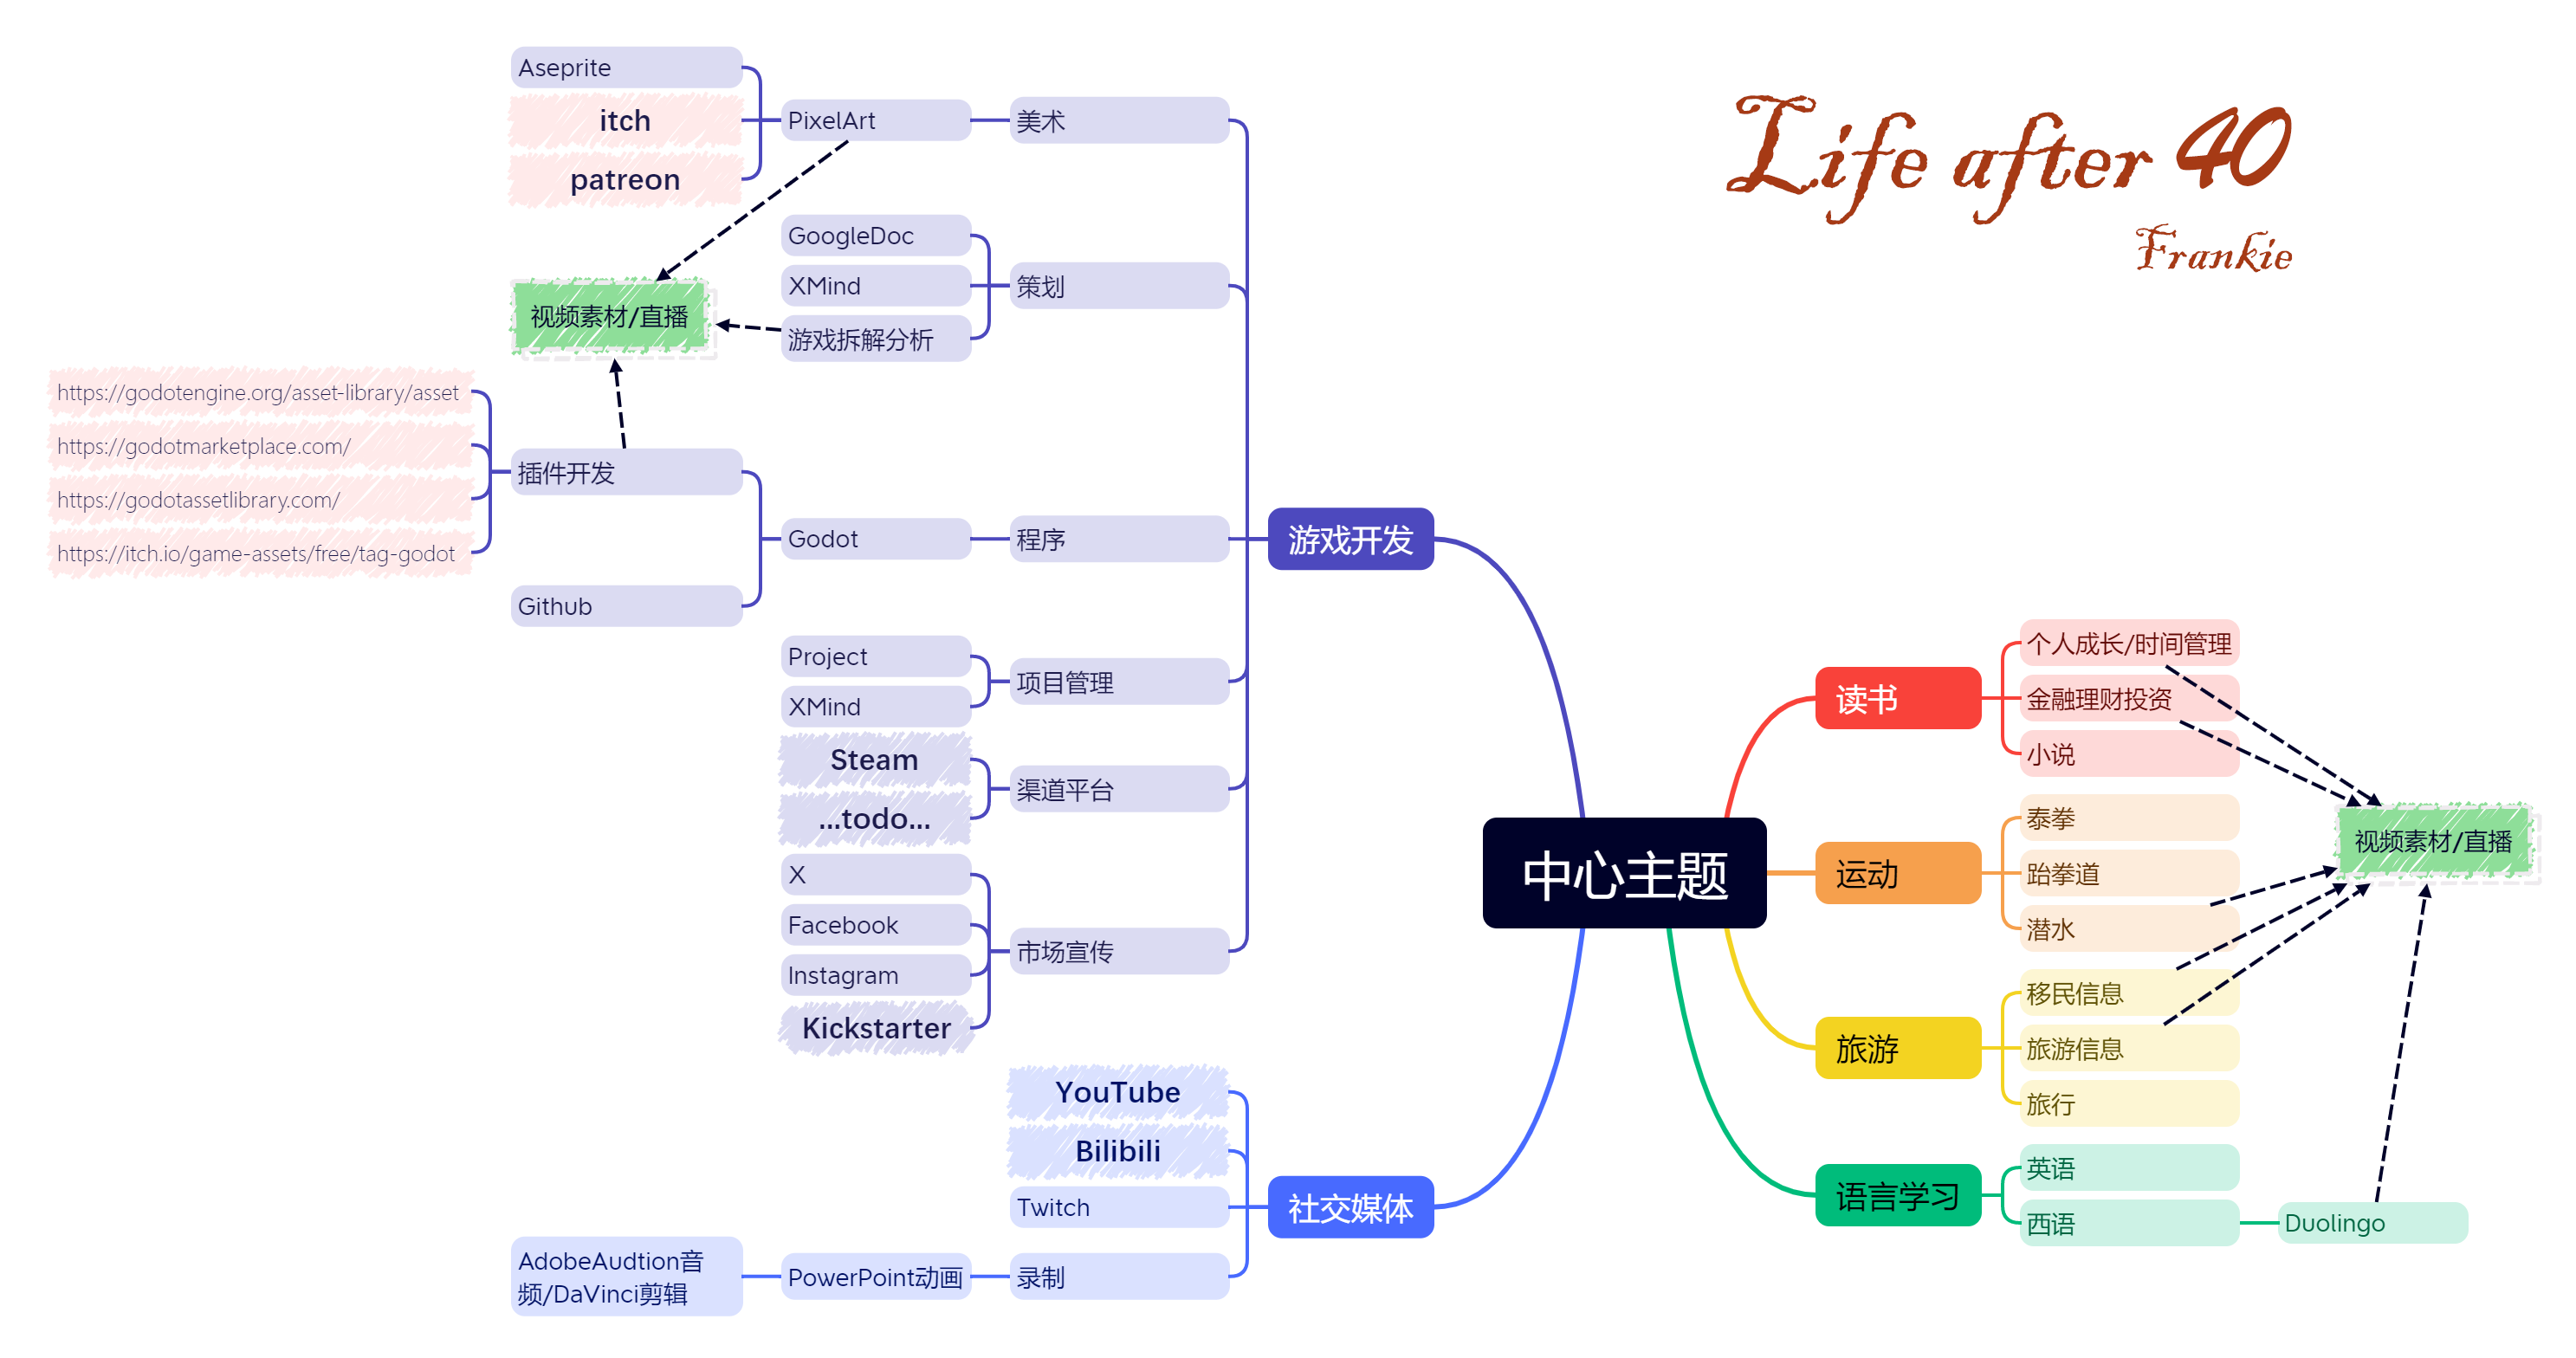 Life after 40
Frankie
中心主题
游戏开发
美术
PixelArt
Aseprite
itch
patreon
策划
GoogleDoc
XMind
游戏拆解分析
视频素材/直播
程序
Godot
插件开发
https://godotengine.org/asset-library/asset
https://godotmarketplace.com/
https://godotassetlibrary.com/
https://itch.io/game-assets/free/tag-godot
Github
项目管理
Project
XMind
渠道平台
Steam
...todo...
市场宣传
X
Facebook
Instagram
Kickstarter
社交媒体
YouTube
Bilibili
Twitch
录制
PowerPoint动画
AdobeAudtion音
频/DaVinci剪辑
读书
个人成长/时间管理
金融理财投资
小说
运动
泰拳
跆拳道
潜水
视频素材/直播
旅游
移民信息
旅游信息
旅行
语言学习
英语
西语
Duolingo